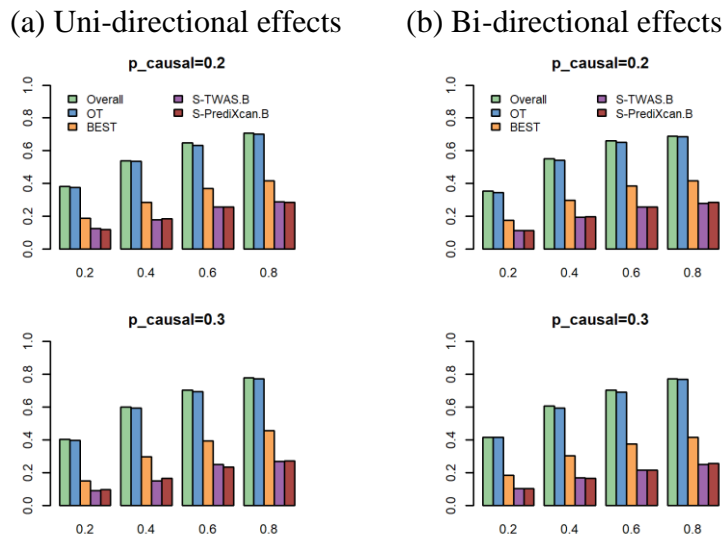 (a) Uni-directional effects
(b) Bi-directional effects
p_causal=0.2
1.0
0.8
0.6
0.4
0.2
0.0
Overall
OT
BEST
S-TWAS.B
S-PrediXcan.B
0.2 0.4 0.6 0.8
p_causal=0.2
1.0
0.8
0.6
0.4
0.2
0.0
Overall
OT
BEST
S-TWAS.B
S-PrediXcan.B
0.2 0.4 0.6 0.8
p_causal=0.3
1.0
0.8
0.6
0.4
0.2
0.0
0.2 0.4 0.6 0.8
p_causal=0.3
1.0
0.8
0.6
0.4
0.2
0.0
0.2 0.4 0.6 0.8